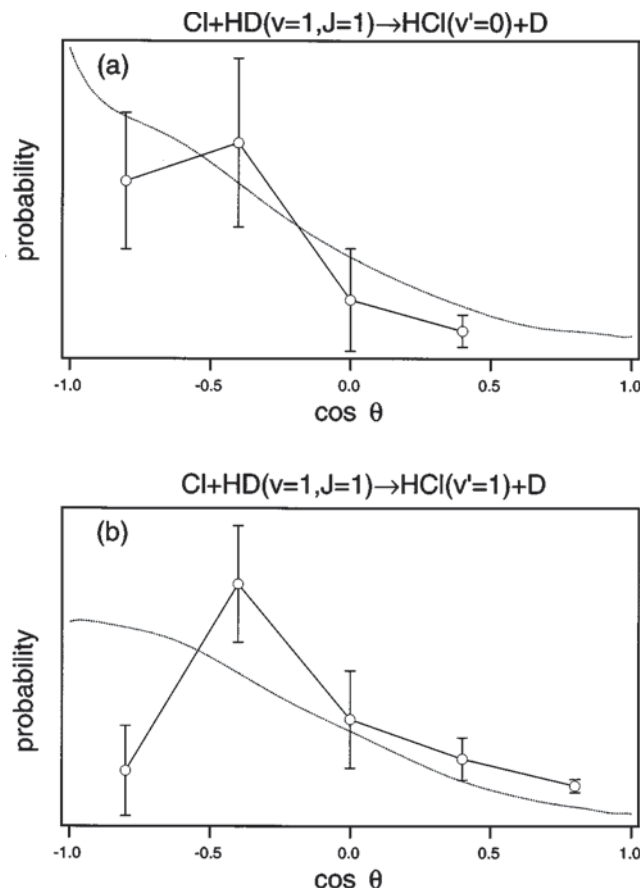 Cl+HD(v=1,J=1)→HCl(v'=0)+D
(a)
probability
-1.0 -0.5 0.0 0.5 1.0
cos θ
Cl+HD(v=1,J=1)→HCl(v'=1)+D
(b)
probability
-1.0 -0.5 0.0 0.5 1.0
cos θ